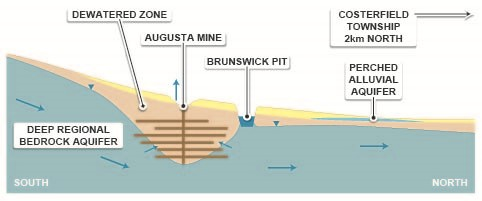 DEWATERED ZONE
AUGUSTA MINE
BRUNSWICK PIT
COSTERFIELD
TOWNSHIP
2km NORTH
PERCHED
ALLUVIAL
AQUIFER
DEEP REGIONAL
BEDROCK AQUIFER
SOUTH
NORTH